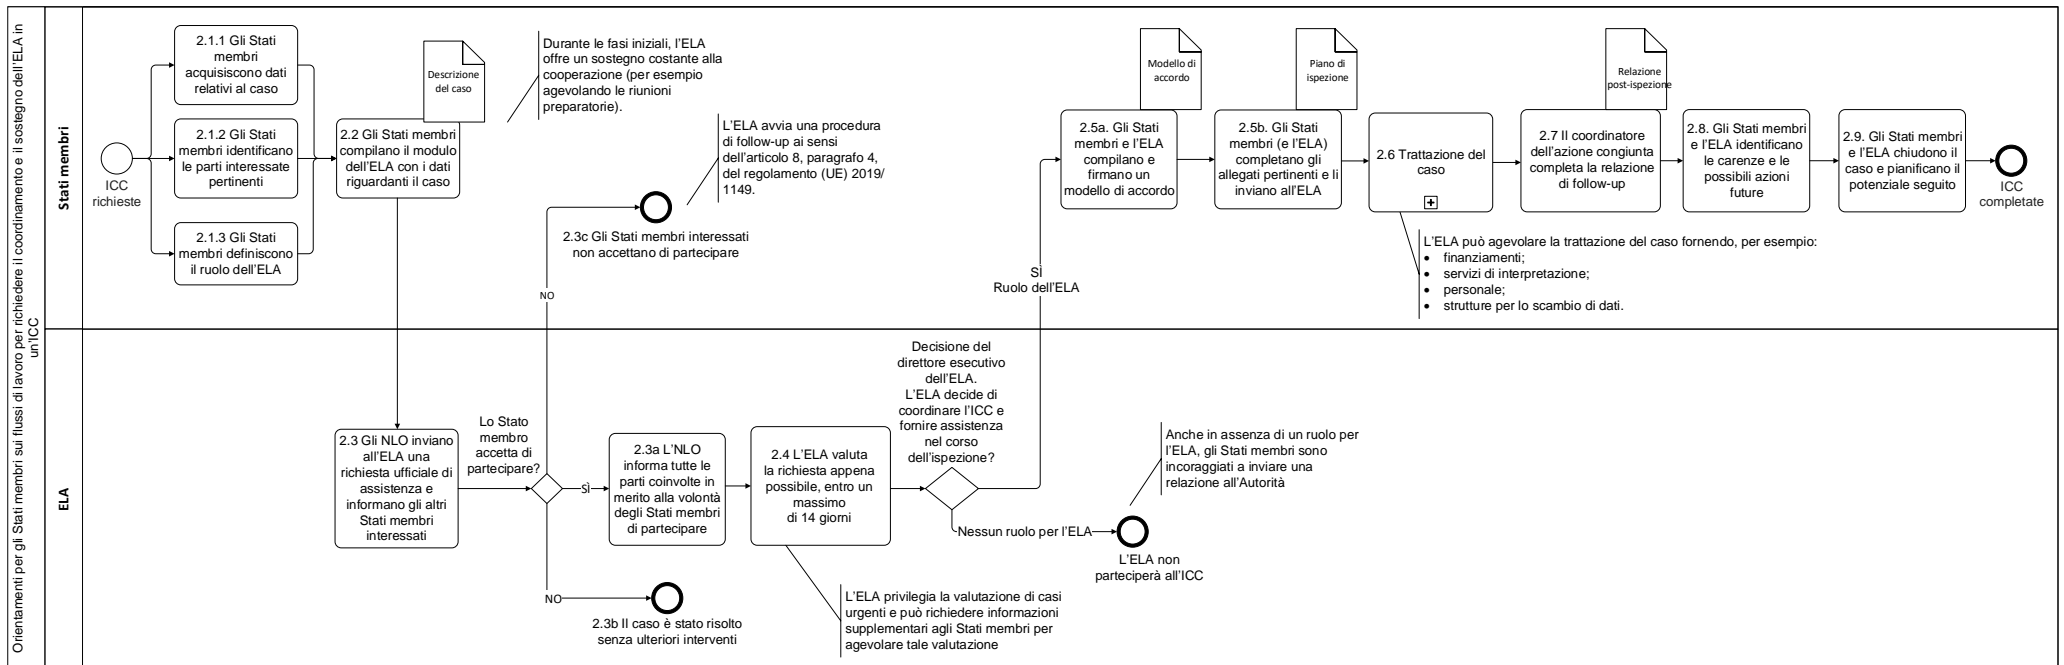 Orientamenti per gli Stati membri sui flussi di lavoro per richiedere il coordinamento e il sostegno dell'ELA in
un'ICC
Stati membri
ICC
richieste
2.1.1 Gli Stati
membri
acquisiscono dati
relativi al caso
2.1.2 Gli Stati
membri identificano
le parti interessate
pertinenti
2.1.3 Gli Stati
membri definiscono
il ruolo dell'ELA
Descrizione
del caso
2.2 Gli Stati membri
compilano il modulo
dell'ELA con i dati
riguardanti il caso
Durante le fasi iniziali, l'ELA
offre un sostegno costante alla
cooperazione (per esempio
agevolando le riunioni
preparatorie).
L'ELA avvia una procedura
di follow-up ai sensi
dell'articolo 8, paragrafo 4,
del regolamento (UE) 2019/
1149.
2.3c Gli Stati membri interessati
non accettano di partecipare
NO
SÌ
Ruolo dell'ELA
Modello di
accordo
2.5a. Gli Stati
membri e l'ELA
compilano e
firmano un
modello di accordo
Piano di
ispezione
2.5b. Gli Stati
membri (e l'ELA)
completano gli
allegati pertinenti e li
inviano all'ELA
2.6 Trattazione del
caso
L'ELA può agevolare la trattazione del caso fornendo, per esempio:
• finanziamenti;
• servizi di interpretazione;
• personale;
• strutture per lo scambio di dati.
Relazione
post-ispezione
2.7 Il coordinatore
dell'azione congiunta
completa la relazione
di follow-up
2.8. Gli Stati membri
e l'ELA identificano
le carenze e le
possibili azioni
future
2.9. Gli Stati membri
e l'ELA chiudono il
caso e pianificano il
potenziale seguito
ICC
completate
ELA
2.3 Gli NLO inviano
all'ELA una
richiesta ufficiale di
assistenza e
informano gli altri
Stati membri
interessati
Lo Stato
membro
accetta di
partecipare?
SÌ
NO
2.3b Il caso è stato risolto
senza ulteriori interventi
2.3a L'NLO
informa tutte le
parti coinvolte in
merito alla volontà
degli Stati membri
di partecipare
2.4 L'ELA valuta
la richiesta appena
possibile, entro un
massimo
di 14 giorni
L'ELA privilegia la valutazione di casi
urgenti e può richiedere informazioni
supplementari agli Stati membri per
agevolare tale valutazione
Decisione del
direttore esecutivo
dell'ELA.
L'ELA decide di
coordinare l'ICC e
fornire assistenza
nel corso
dell'ispezione?
Nessun ruolo per l'ELA
Anche in assenza di un ruolo per
l'ELA, gli Stati membri sono
incoraggiati a inviare una
relazione all'Autorità
L'ELA non
parteciperà all'ICC